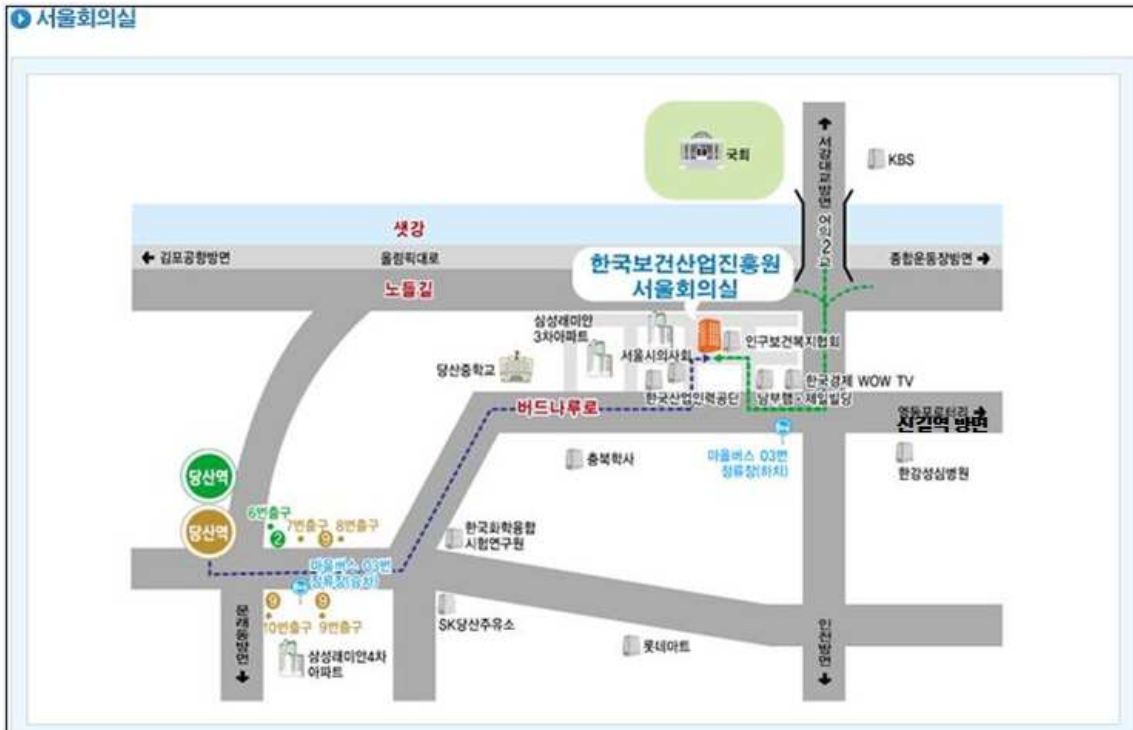 서울회의실
국회
서강대교방면
여의2교
KBS
샛강
김포공항방면
올림픽대로
종합운동장방면
노들길
한국보건산업진흥원
서울회의실
삼성래미안
3차아파트
서울시의사회
인구보건복지협회
당산중학교
한국산업인력공단
한국경제 WOW TV
남부햄·제일빌딩
버드나루로
영등포로터리
신길역 방면
마을버스 03번
정류장(하차)
충북학사
한강성심병원
당산역
당산역
6번출구
7번출구
8번출구
2
9
한국화학융합
시험연구원
마을버스 03번
정류장(승차)
9
9
10번출구
9번출구
SK당산주유소
문래동방면
삼성래미안4차
아파트
롯데마트
인천방면